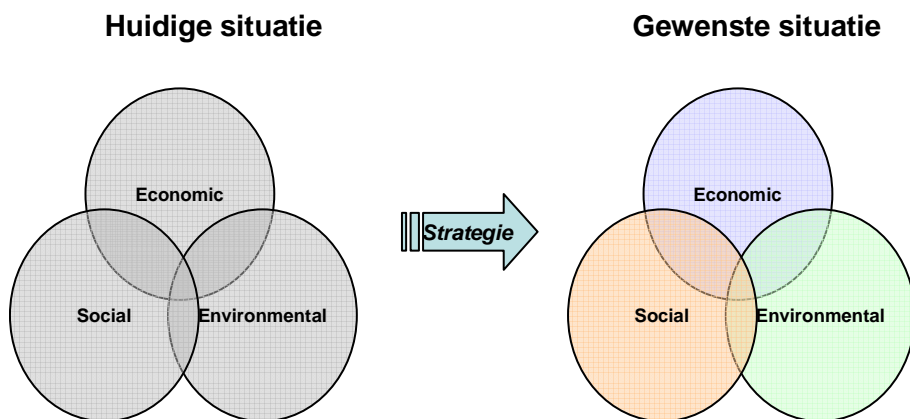 Huidige situatie
Gewenste situatie
Economic
Social
Environmental
Strategie
Economic
Social
Environmental